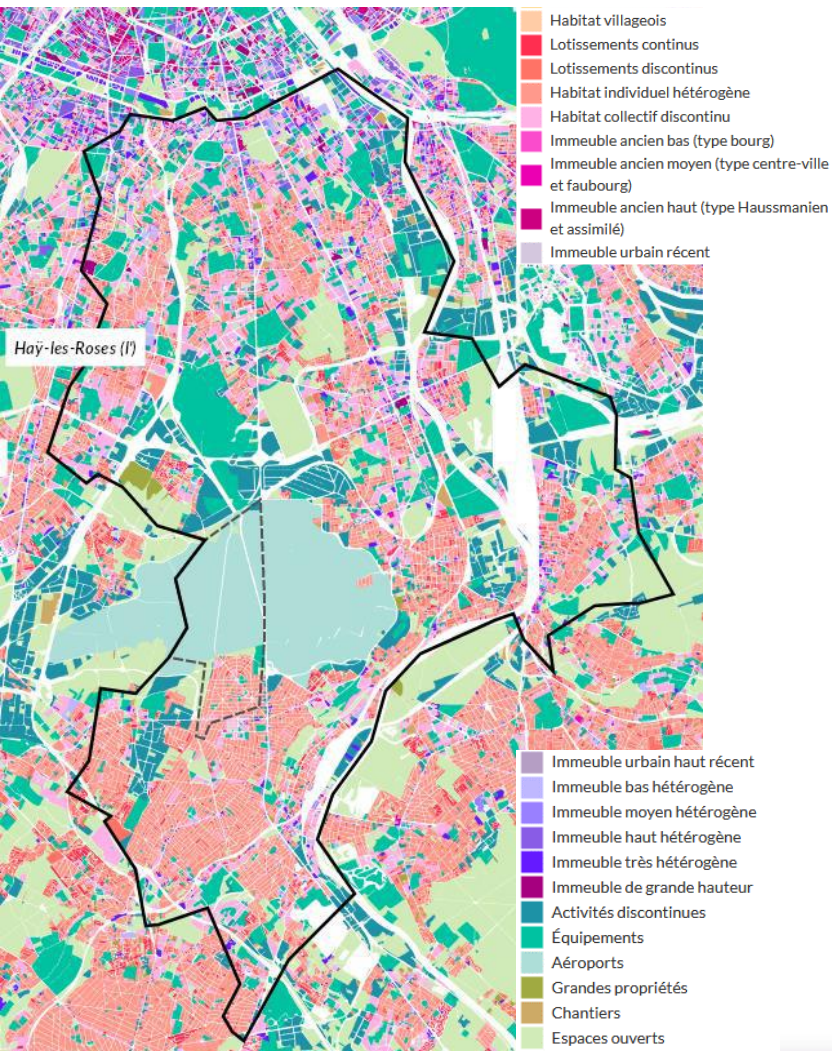 Habitat villageois
Lotissements continus
Lotissements discontinus
Habitat individuel hétérogène
Habitat collectif discontinu
Immeuble ancien bas (type bourg)
Immeuble ancien moyen (type centre-ville
et faubourg)
Immeuble ancien haut (type Haussmanien
et assimilé)
Immeuble urbain récent
Haÿ-les-Roses (l')
Immeuble urbain haut récent
Immeuble bas hétérogène
Immeuble moyen hétérogène
Immeuble haut hétérogène
Immeuble très hétérogène
Immeuble de grande hauteur
Activités discontinues
Équipements
Aéroports
Grandes propriétés
Chantiers
Espaces ouverts